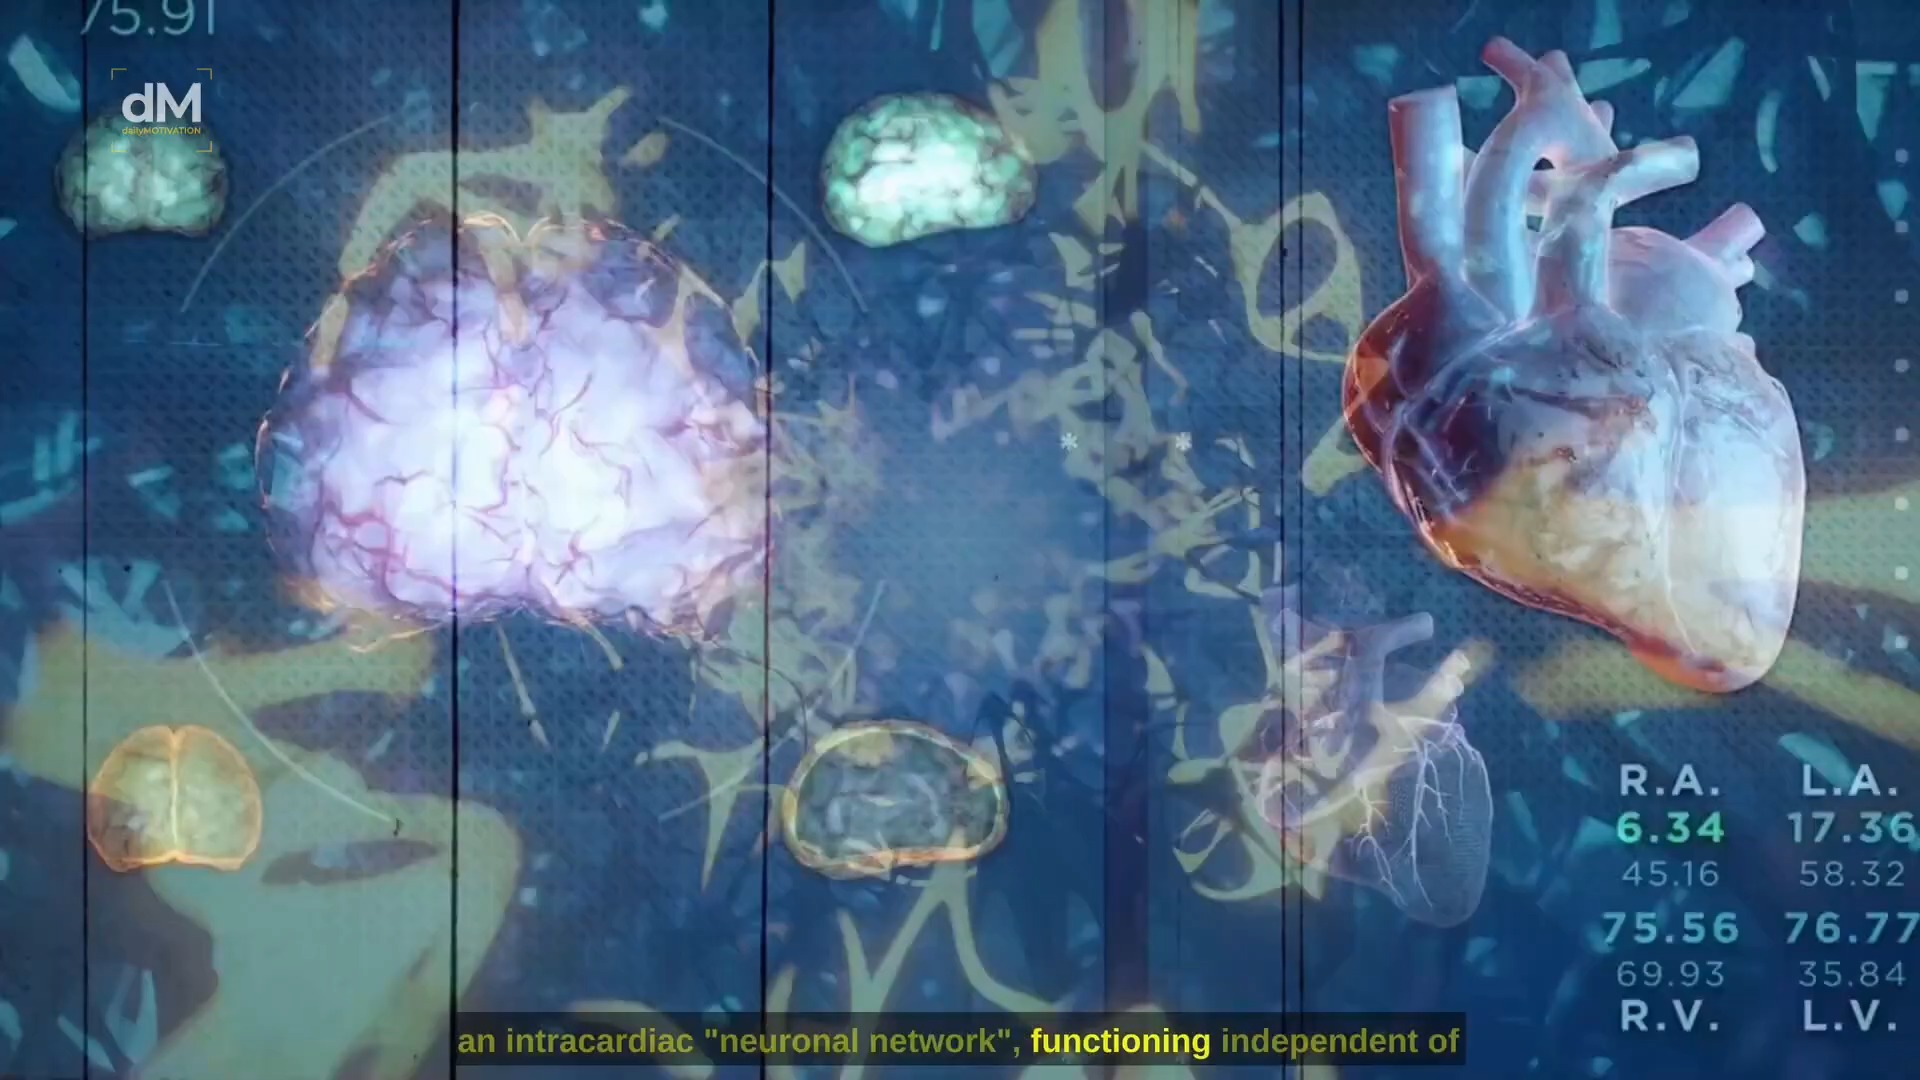 75.91
dM
dailyMOTIVATION
R.A. L.A.
6.34 17.36
45.16 58.32
75.56 76.77
69.93 35.84
R.V. L.V.
an intracardiac "neuronal network", functioning independent of